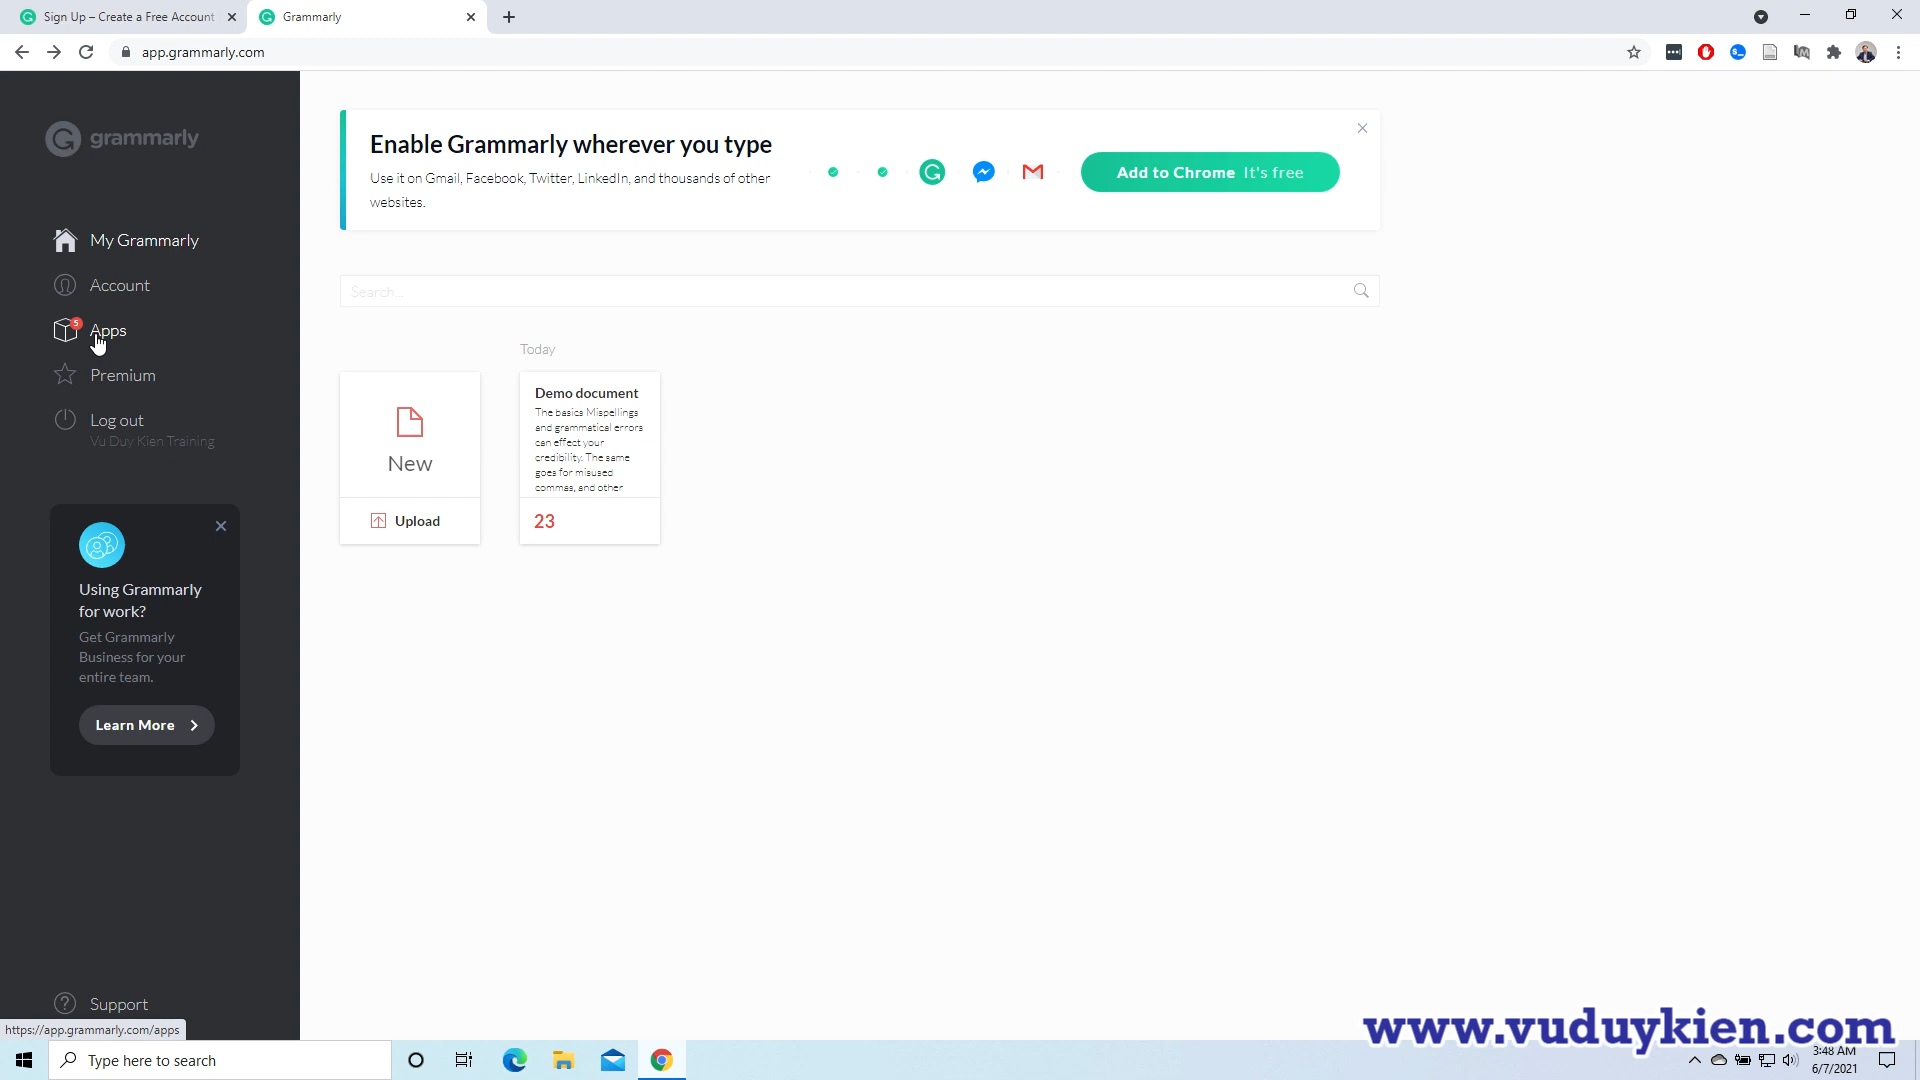 Sign Up – Create a Free Account
Grammarly
app.grammarly.com
grammarly
My Grammarly
Account
5
Apps
Premium
Log out
Vu Duy Kien Training
Using Grammarly
for work?
Get Grammarly
Business for your
entire team.
Learn More
Support
https://app.grammarly.com/apps
Enable Grammarly wherever you type
Use it on Gmail, Facebook, Twitter, LinkedIn, and thousands of other
websites.
Add to Chrome It's free
Search...
Today
New
Upload
Demo document
The basics Mispellings
and grammatical errors
can effect your
credibility. The same
goes for misused
commas, and other
23
www.vuduykien.com
Type here to search
3:48 AM
6/7/2021